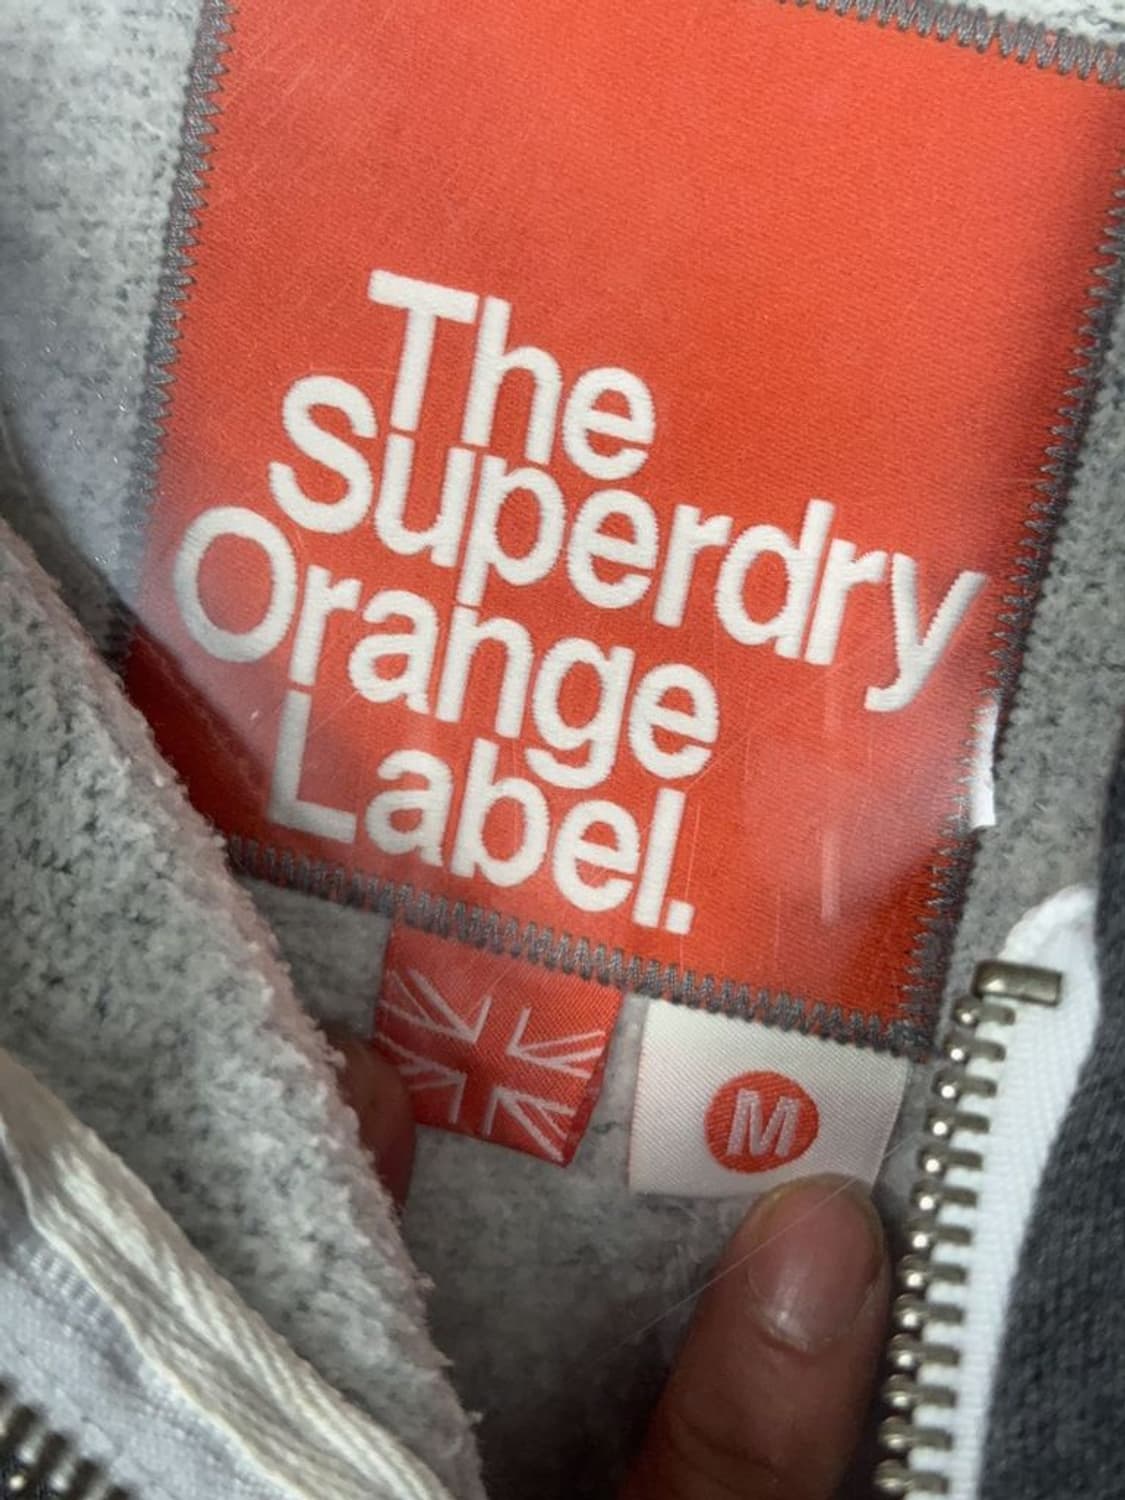 The
Superdry
Orange
Label.
M